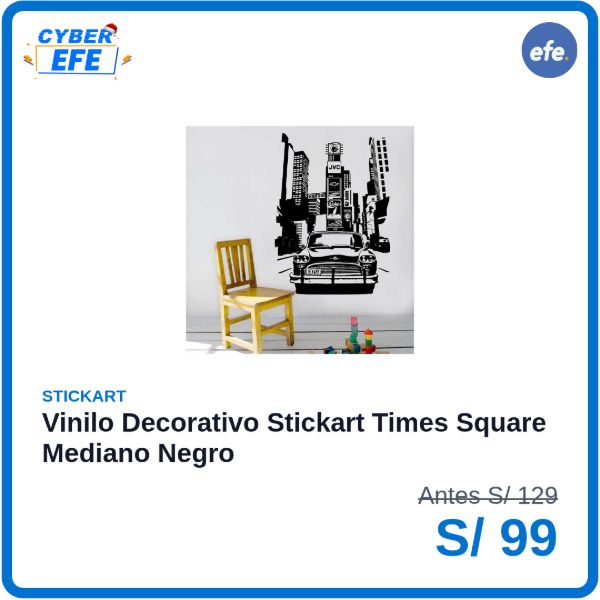 CYBER
EFE
efe.
JVC
STICKART
Vinilo Decorativo Stickart Times Square
Mediano Negro
Antes S/ 129
S/ 99